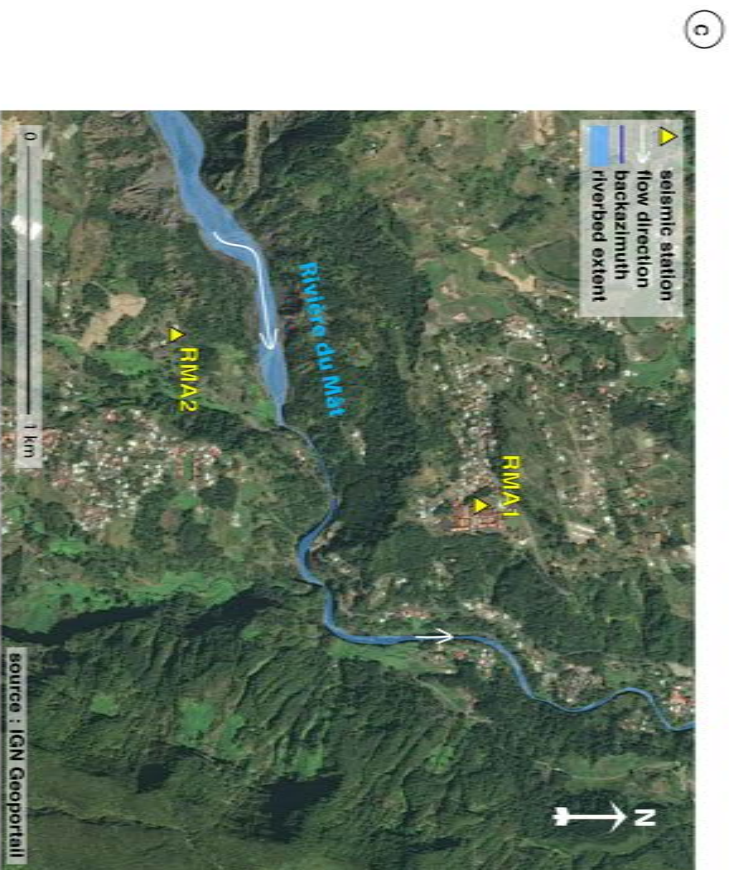 c
seismic station
flow direction
backazimuth
riverbed extent
RMA1
Rivière du Mât
RMA2
N
0 1 km
source : IGN Geoportail